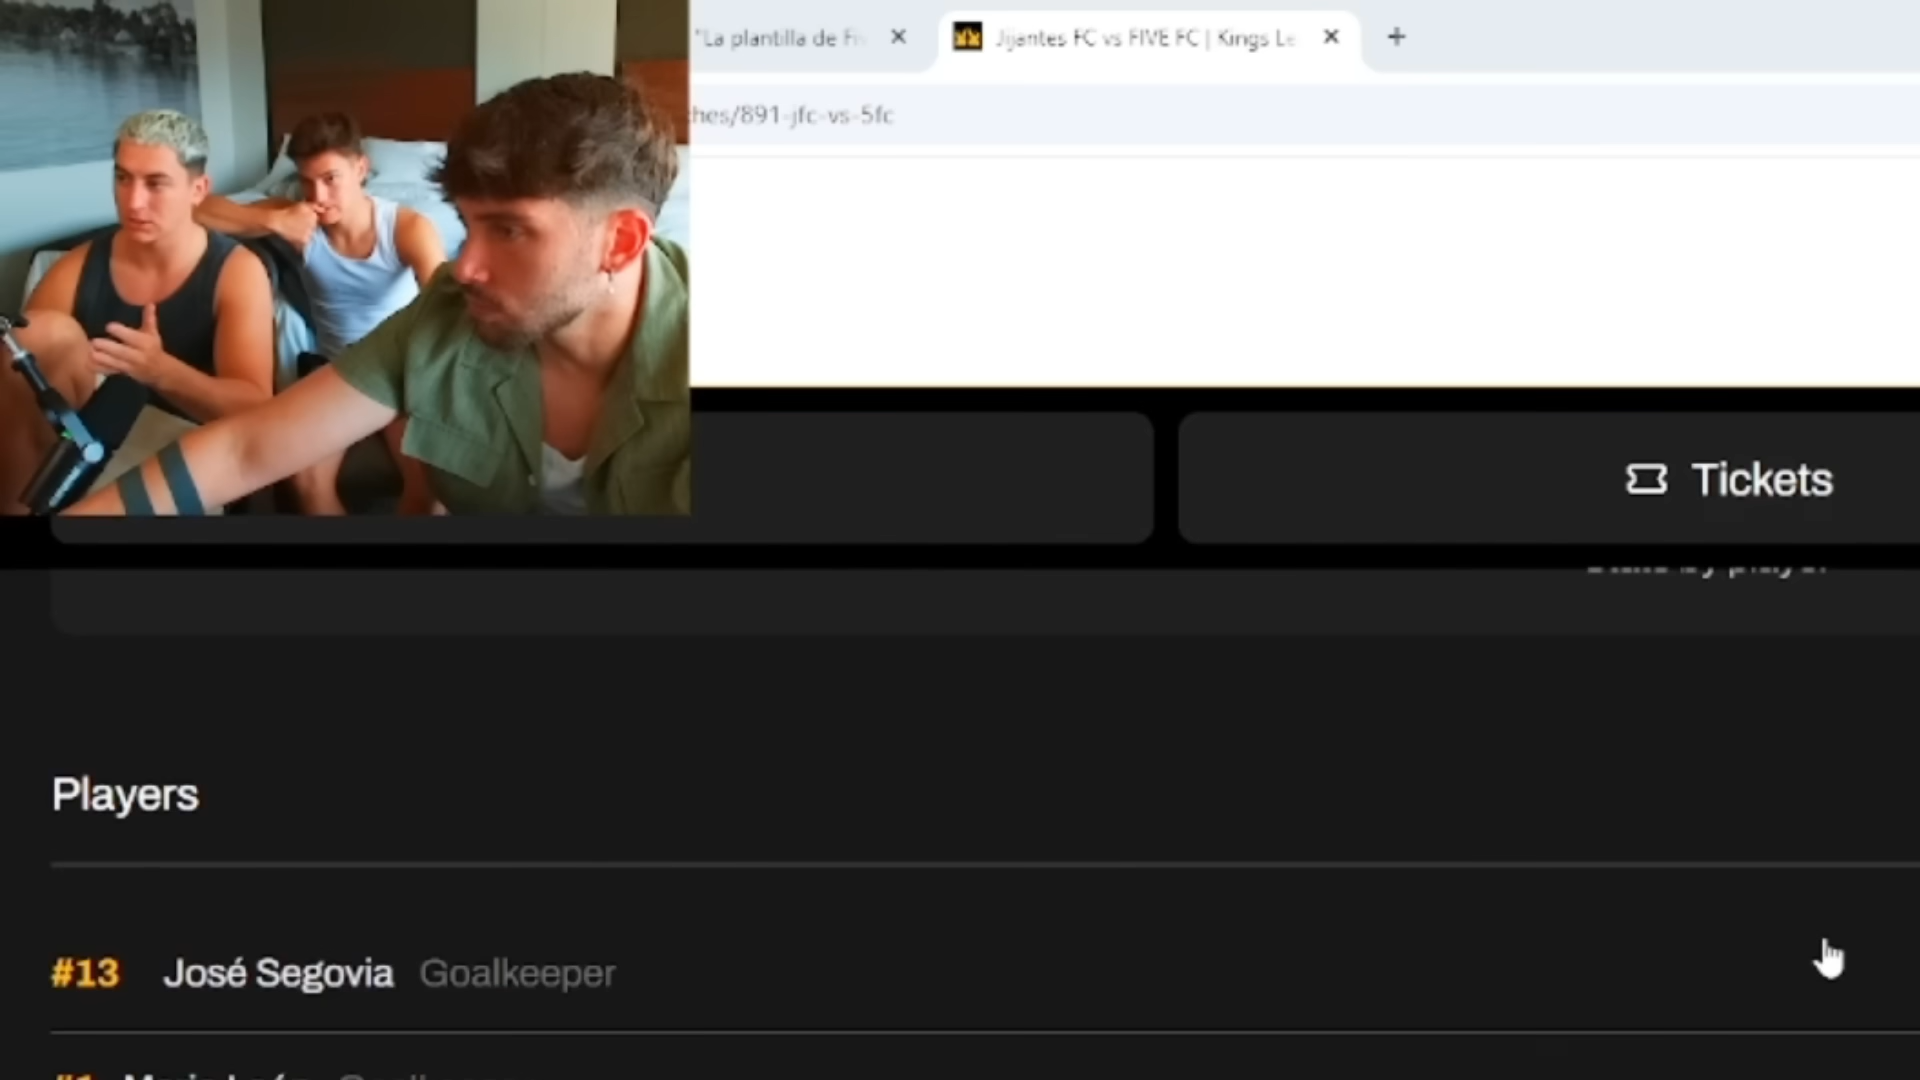 "La plantilla de
Jijantes FC vs FIVE FC | Kings Le
hes/891-jfc-vs-5fc
Tickets
Players
#13 José Segovia Goalkeeper
#1